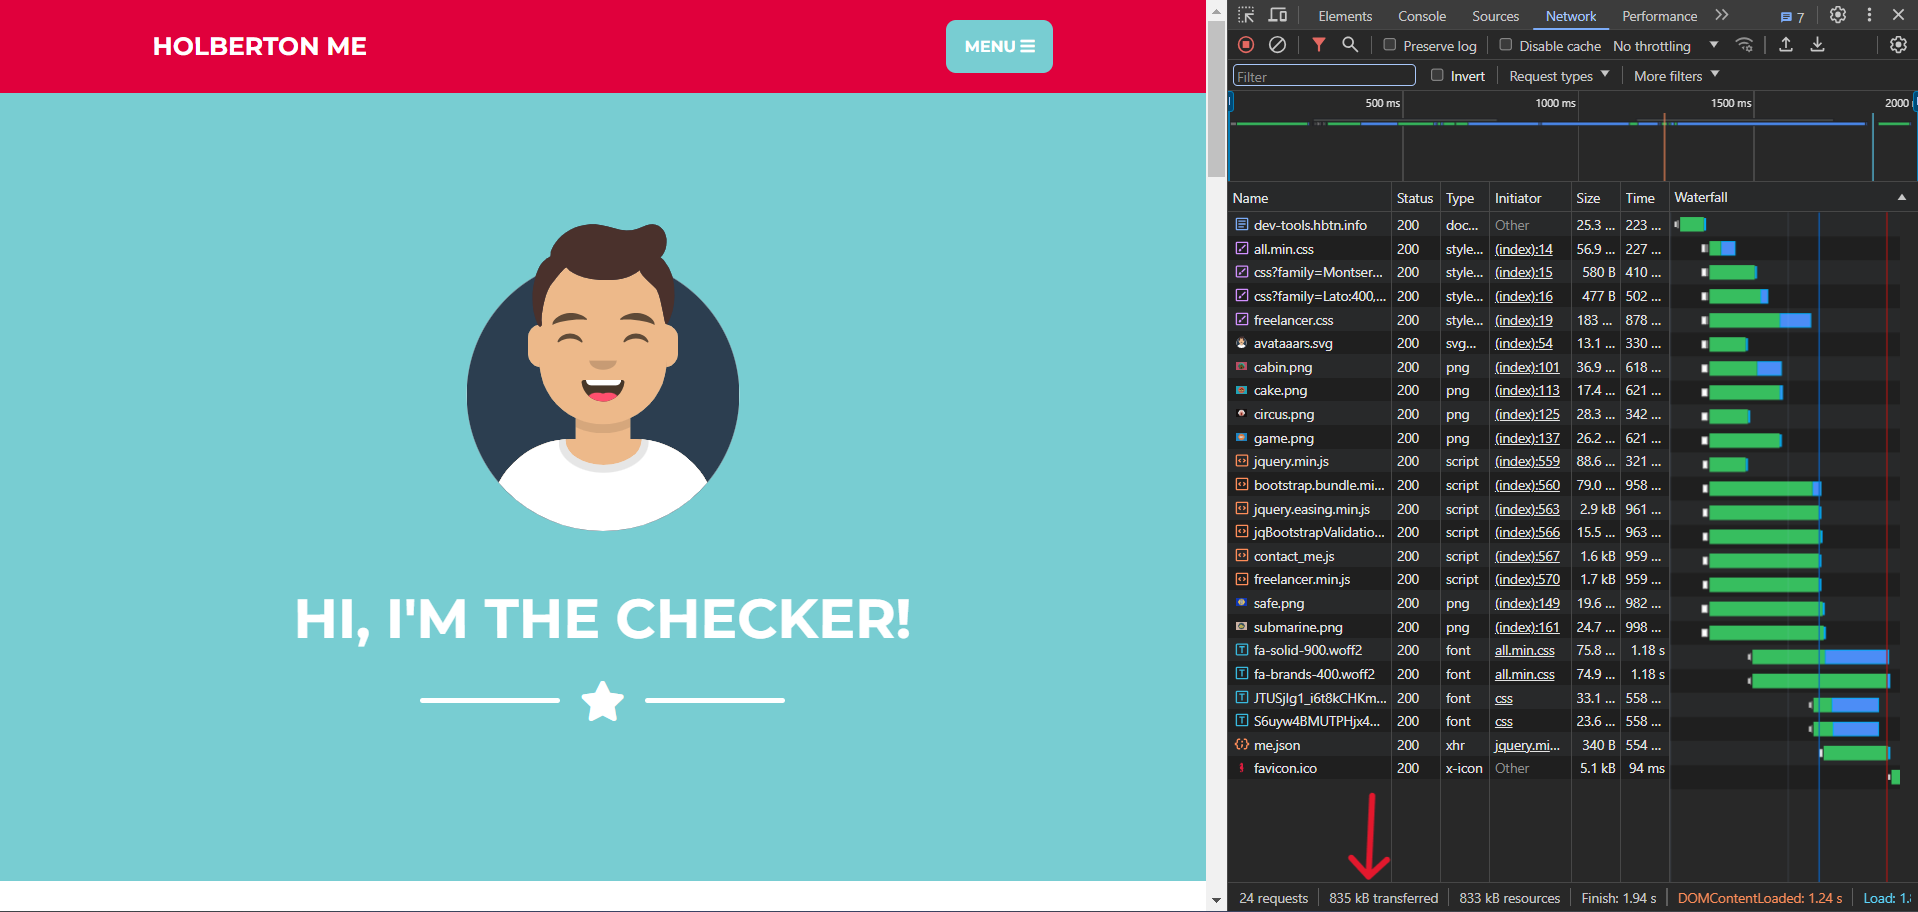 HOLBERTON ME
MENU
HI, I'M THE CHECKER!
Elements Console Sources Network Performance 7
Preserve log Disable cache No throttling
Filter Invert Request types More filters
500 ms 1000 ms 1500 ms 2000
Name Status Type Initiator Size Time Waterfall
dev-tools.hbtn.info 200 doc... Other 25.3 ... 223 ...
all.min.css 200 style... (index):14 56.9 ... 227 ...
css?family=Montser... 200 style... (index):15 580 B 410 ...
css?family=Lato:400,... 200 style... (index):16 477 B 502 ...
freelancer.css 200 style... (index):19 183 ... 878 ...
avataaars.svg 200 svg... (index):54 13.1 ... 330 ...
cabin.png 200 png (index):101 36.9 ... 618 ...
cake.png 200 png (index):113 17.4 ... 621 ...
circus.png 200 png (index):125 28.3 ... 342 ...
game.png 200 png (index):137 26.2 ... 621 ...
jquery.min.js 200 script (index):559 88.6 ... 321 ...
bootstrap.bundle.mi... 200 script (index):560 79.0 ... 958 ...
jquery.easing.min.js 200 script (index):563 2.9 kB 961 ...
jqBootstrapValidatio... 200 script (index):566 15.5 ... 963 ...
contact_me.js 200 script (index):567 1.6 kB 959 ...
freelancer.min.js 200 script (index):570 1.7 kB 959 ...
safe.png 200 png (index):149 19.6 ... 982 ...
submarine.png 200 png (index):161 24.7 ... 998 ...
fa-solid-900.woff2 200 font all.min.css 75.8 ... 1.18 s
fa-brands-400.woff2 200 font all.min.css 74.9 ... 1.18 s
JTUSjIg1_i6t8kCHKm... 200 font css 33.1 ... 558 ...
S6uyw4BMUTPHjx4... 200 font css 23.6 ... 558 ...
me.json 200 xhr jquery.mi... 340 B 554 ...
favicon.ico 200 x-icon Other 5.1 kB 94 ms
24 requests 835 kB transferred 833 kB resources Finish: 1.94 s DOMContentLoaded: 1.24 s Load: 1.